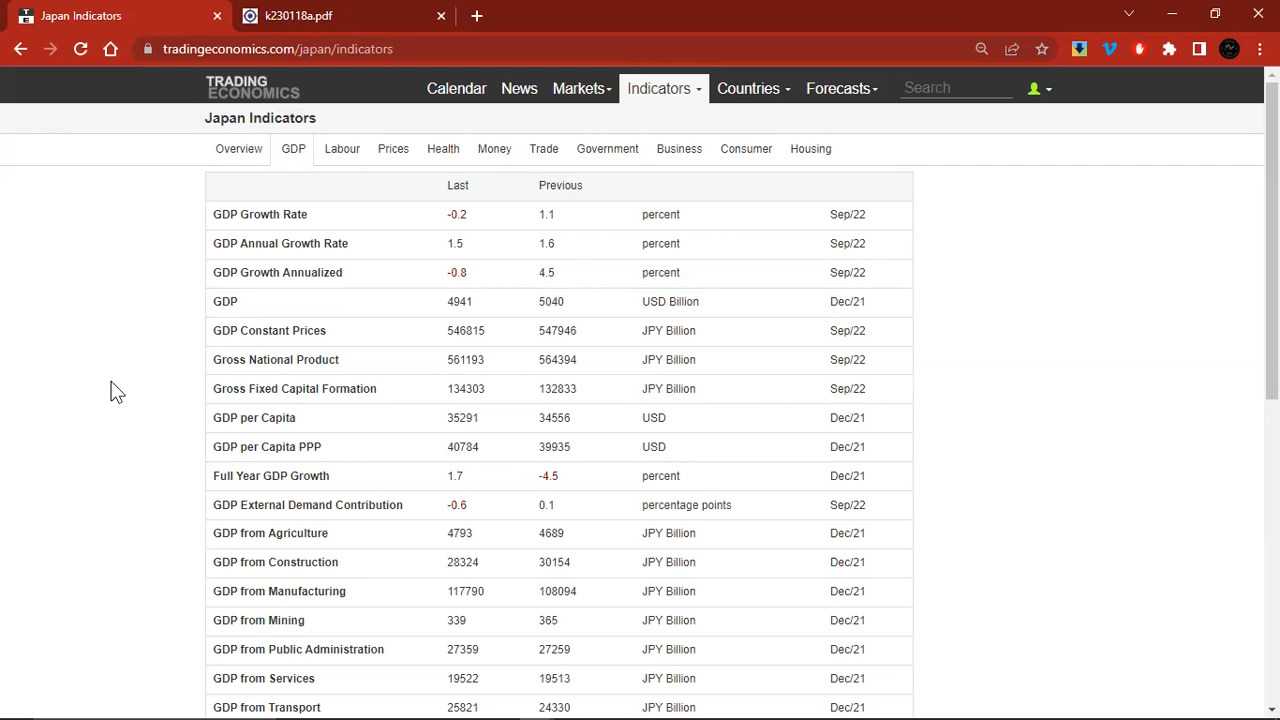 Japan Indicators
k230118a.pdf
tradingeconomics.com/japan/indicators
TRADING
ECONOMICS
Calendar News Markets Indicators Countries Forecasts Search
Japan Indicators
Overview GDP Labour Prices Health Money Trade Government Business Consumer Housing
Last Previous
GDP Growth Rate -0.2 1.1 percent Sep/22
GDP Annual Growth Rate 1.5 1.6 percent Sep/22
GDP Growth Annualized -0.8 4.5 percent Sep/22
GDP 4941 5040 USD Billion Dec/21
GDP Constant Prices 546815 547946 JPY Billion Sep/22
Gross National Product 561193 564394 JPY Billion Sep/22
Gross Fixed Capital Formation 134303 132833 JPY Billion Sep/22
GDP per Capita 35291 34556 USD Dec/21
GDP per Capita PPP 40784 39935 USD Dec/21
Full Year GDP Growth 1.7 -4.5 percent Dec/21
GDP External Demand Contribution -0.6 0.1 percentage points Sep/22
GDP from Agriculture 4793 4689 JPY Billion Dec/21
GDP from Construction 28324 30154 JPY Billion Dec/21
GDP from Manufacturing 117790 108094 JPY Billion Dec/21
GDP from Mining 339 365 JPY Billion Dec/21
GDP from Public Administration 27359 27259 JPY Billion Dec/21
GDP from Services 19522 19513 JPY Billion Dec/21
GDP from Transport 25821 24330 JPY Billion Dec/21